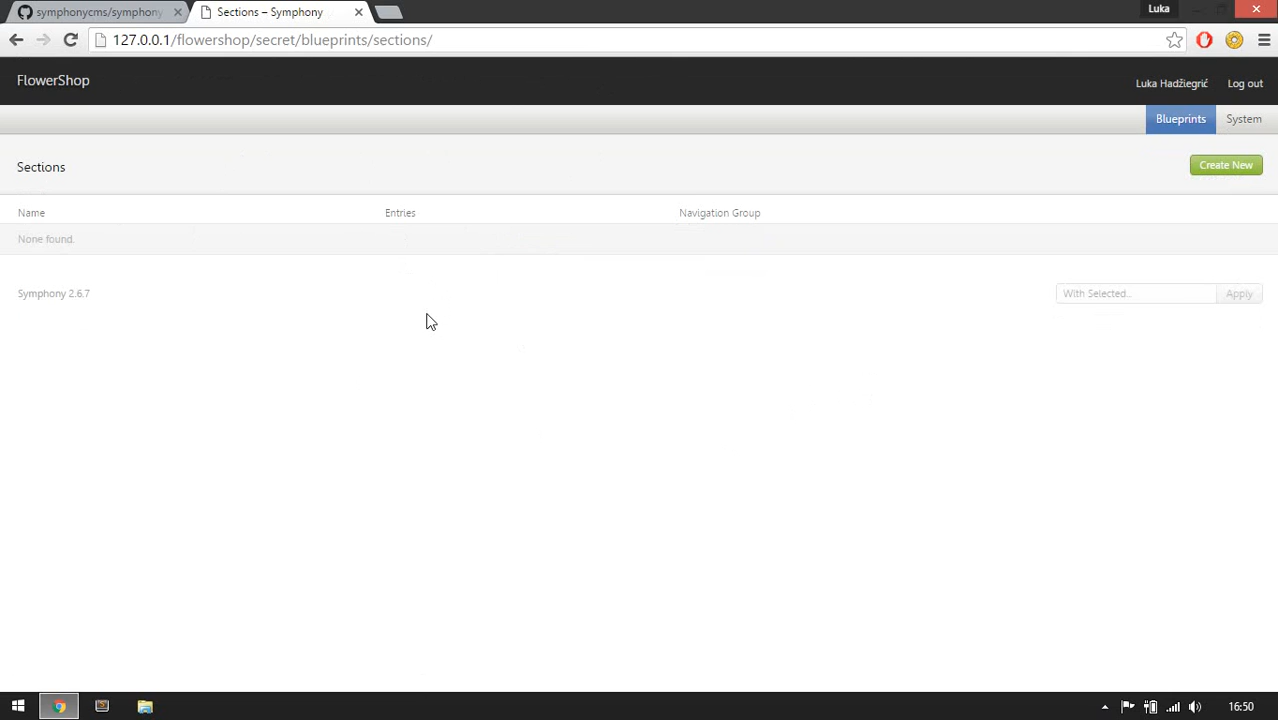 symphonycms/symphony
Sections – Symphony
Luka
127.0.0.1/flowershop/secret/blueprints/sections/
FlowerShop
Luka Hadžiegrić
Log out
Blueprints
System
Sections
Create New
Name
Entries
Navigation Group
None found.
Symphony 2.6.7
With Selected...
Apply
16:50